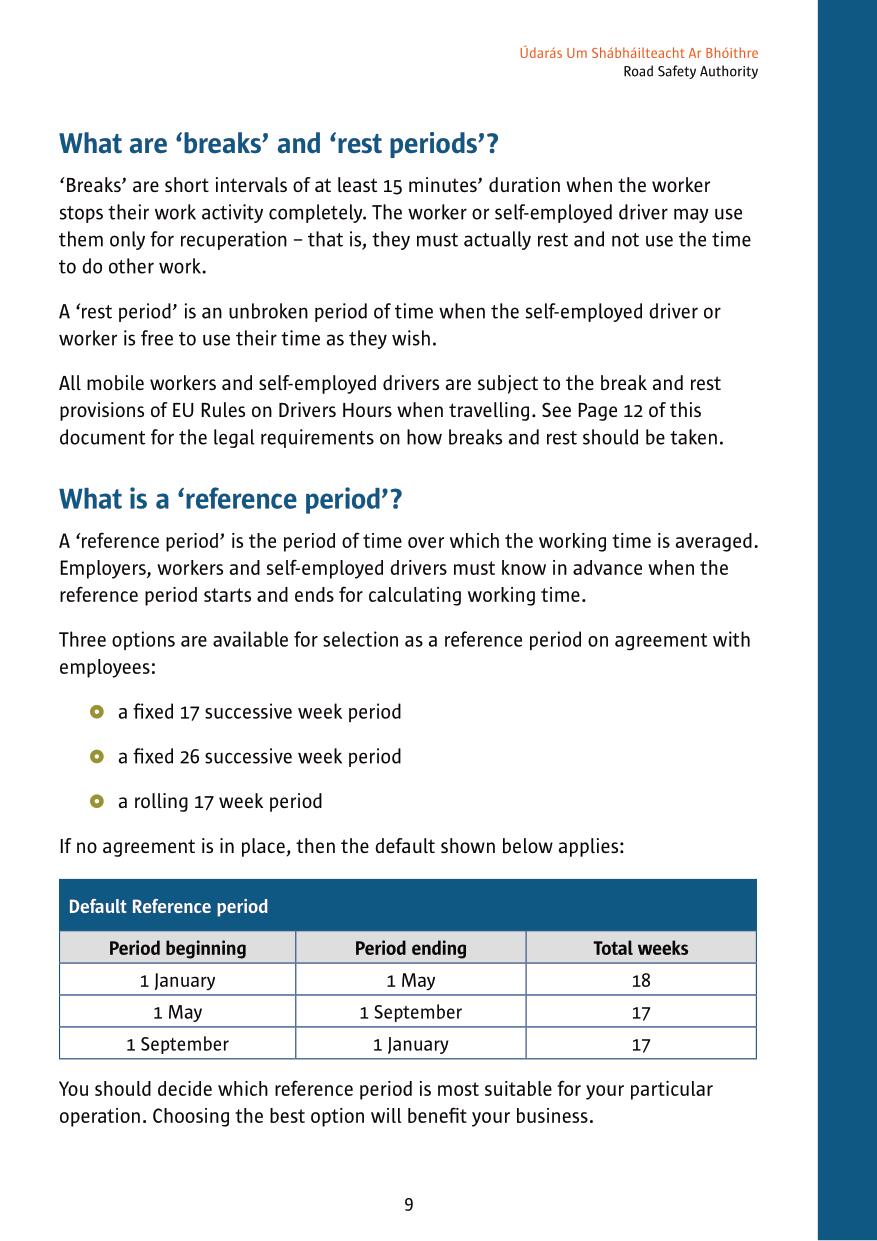 Údarás Um Shábháilteacht Ar Bhóithre
Road Safety Authority
What are ‘breaks’ and ‘rest periods’?
‘Breaks’ are short intervals of at least 15 minutes’ duration when the worker
stops their work activity completely. The worker or self-employed driver may use
them only for recuperation – that is, they must actually rest and not use the time
to do other work.
A ‘rest period’ is an unbroken period of time when the self-employed driver or
worker is free to use their time as they wish.
All mobile workers and self-employed drivers are subject to the break and rest
provisions of EU Rules on Drivers Hours when travelling. See Page 12 of this
document for the legal requirements on how breaks and rest should be taken.
What is a ‘reference period’?
A ‘reference period’ is the period of time over which the working time is averaged.
Employers, workers and self-employed drivers must know in advance when the
reference period starts and ends for calculating working time.
Three options are available for selection as a reference period on agreement with
employees:
a fixed 17 successive week period
a fixed 26 successive week period
a rolling 17 week period
If no agreement is in place, then the default shown below applies:
Default Reference period
Period beginning Period ending Total weeks
1 January 1 May 18
1 May 1 September 17
1 September 1 January 17
You should decide which reference period is most suitable for your particular
operation. Choosing the best option will benefit your business.
9